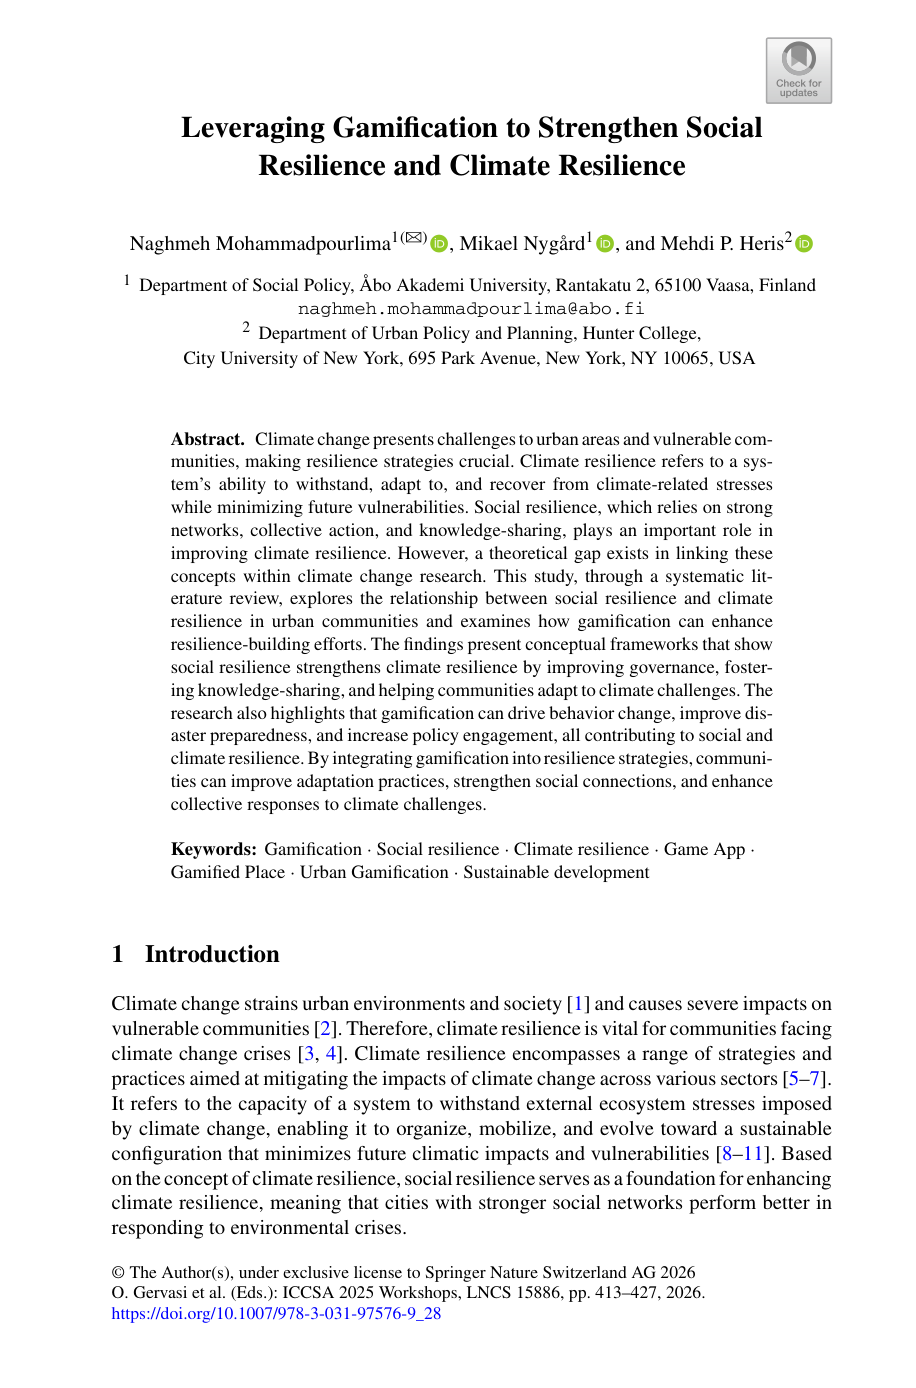 Check for
updates
Leveraging Gamification to Strengthen Social
Resilience and Climate Resilience
Naghmeh Mohammadpourlima1(✉) iD, Mikael Nygård1 iD, and Mehdi P. Heris2 iD
1 Department of Social Policy, Åbo Akademi University, Rantakatu 2, 65100 Vaasa, Finland
naghmeh.mohammadpourlima@abo.fi
2 Department of Urban Policy and Planning, Hunter College,
City University of New York, 695 Park Avenue, New York, NY 10065, USA
Abstract. Climate change presents challenges to urban areas and vulnerable com-
munities, making resilience strategies crucial. Climate resilience refers to a sys-
tem's ability to withstand, adapt to, and recover from climate-related stresses
while minimizing future vulnerabilities. Social resilience, which relies on strong
networks, collective action, and knowledge-sharing, plays an important role in
improving climate resilience. However, a theoretical gap exists in linking these
concepts within climate change research. This study, through a systematic lit-
erature review, explores the relationship between social resilience and climate
resilience in urban communities and examines how gamification can enhance
resilience-building efforts. The findings present conceptual frameworks that show
social resilience strengthens climate resilience by improving governance, foster-
ing knowledge-sharing, and helping communities adapt to climate challenges. The
research also highlights that gamification can drive behavior change, improve dis-
aster preparedness, and increase policy engagement, all contributing to social and
climate resilience. By integrating gamification into resilience strategies, communi-
ties can improve adaptation practices, strengthen social connections, and enhance
collective responses to climate challenges.
Keywords: Gamification · Social resilience · Climate resilience · Game App ·
Gamified Place · Urban Gamification · Sustainable development
1 Introduction
Climate change strains urban environments and society [1] and causes severe impacts on
vulnerable communities [2]. Therefore, climate resilience is vital for communities facing
climate change crises [3, 4]. Climate resilience encompasses a range of strategies and
practices aimed at mitigating the impacts of climate change across various sectors [5–7].
It refers to the capacity of a system to withstand external ecosystem stresses imposed
by climate change, enabling it to organize, mobilize, and evolve toward a sustainable
configuration that minimizes future climatic impacts and vulnerabilities [8–11]. Based
on the concept of climate resilience, social resilience serves as a foundation for enhancing
climate resilience, meaning that cities with stronger social networks perform better in
responding to environmental crises.
© The Author(s), under exclusive license to Springer Nature Switzerland AG 2026
O. Gervasi et al. (Eds.): ICCSA 2025 Workshops, LNCS 15886, pp. 413–427, 2026.
https://doi.org/10.1007/978-3-031-97576-9_28